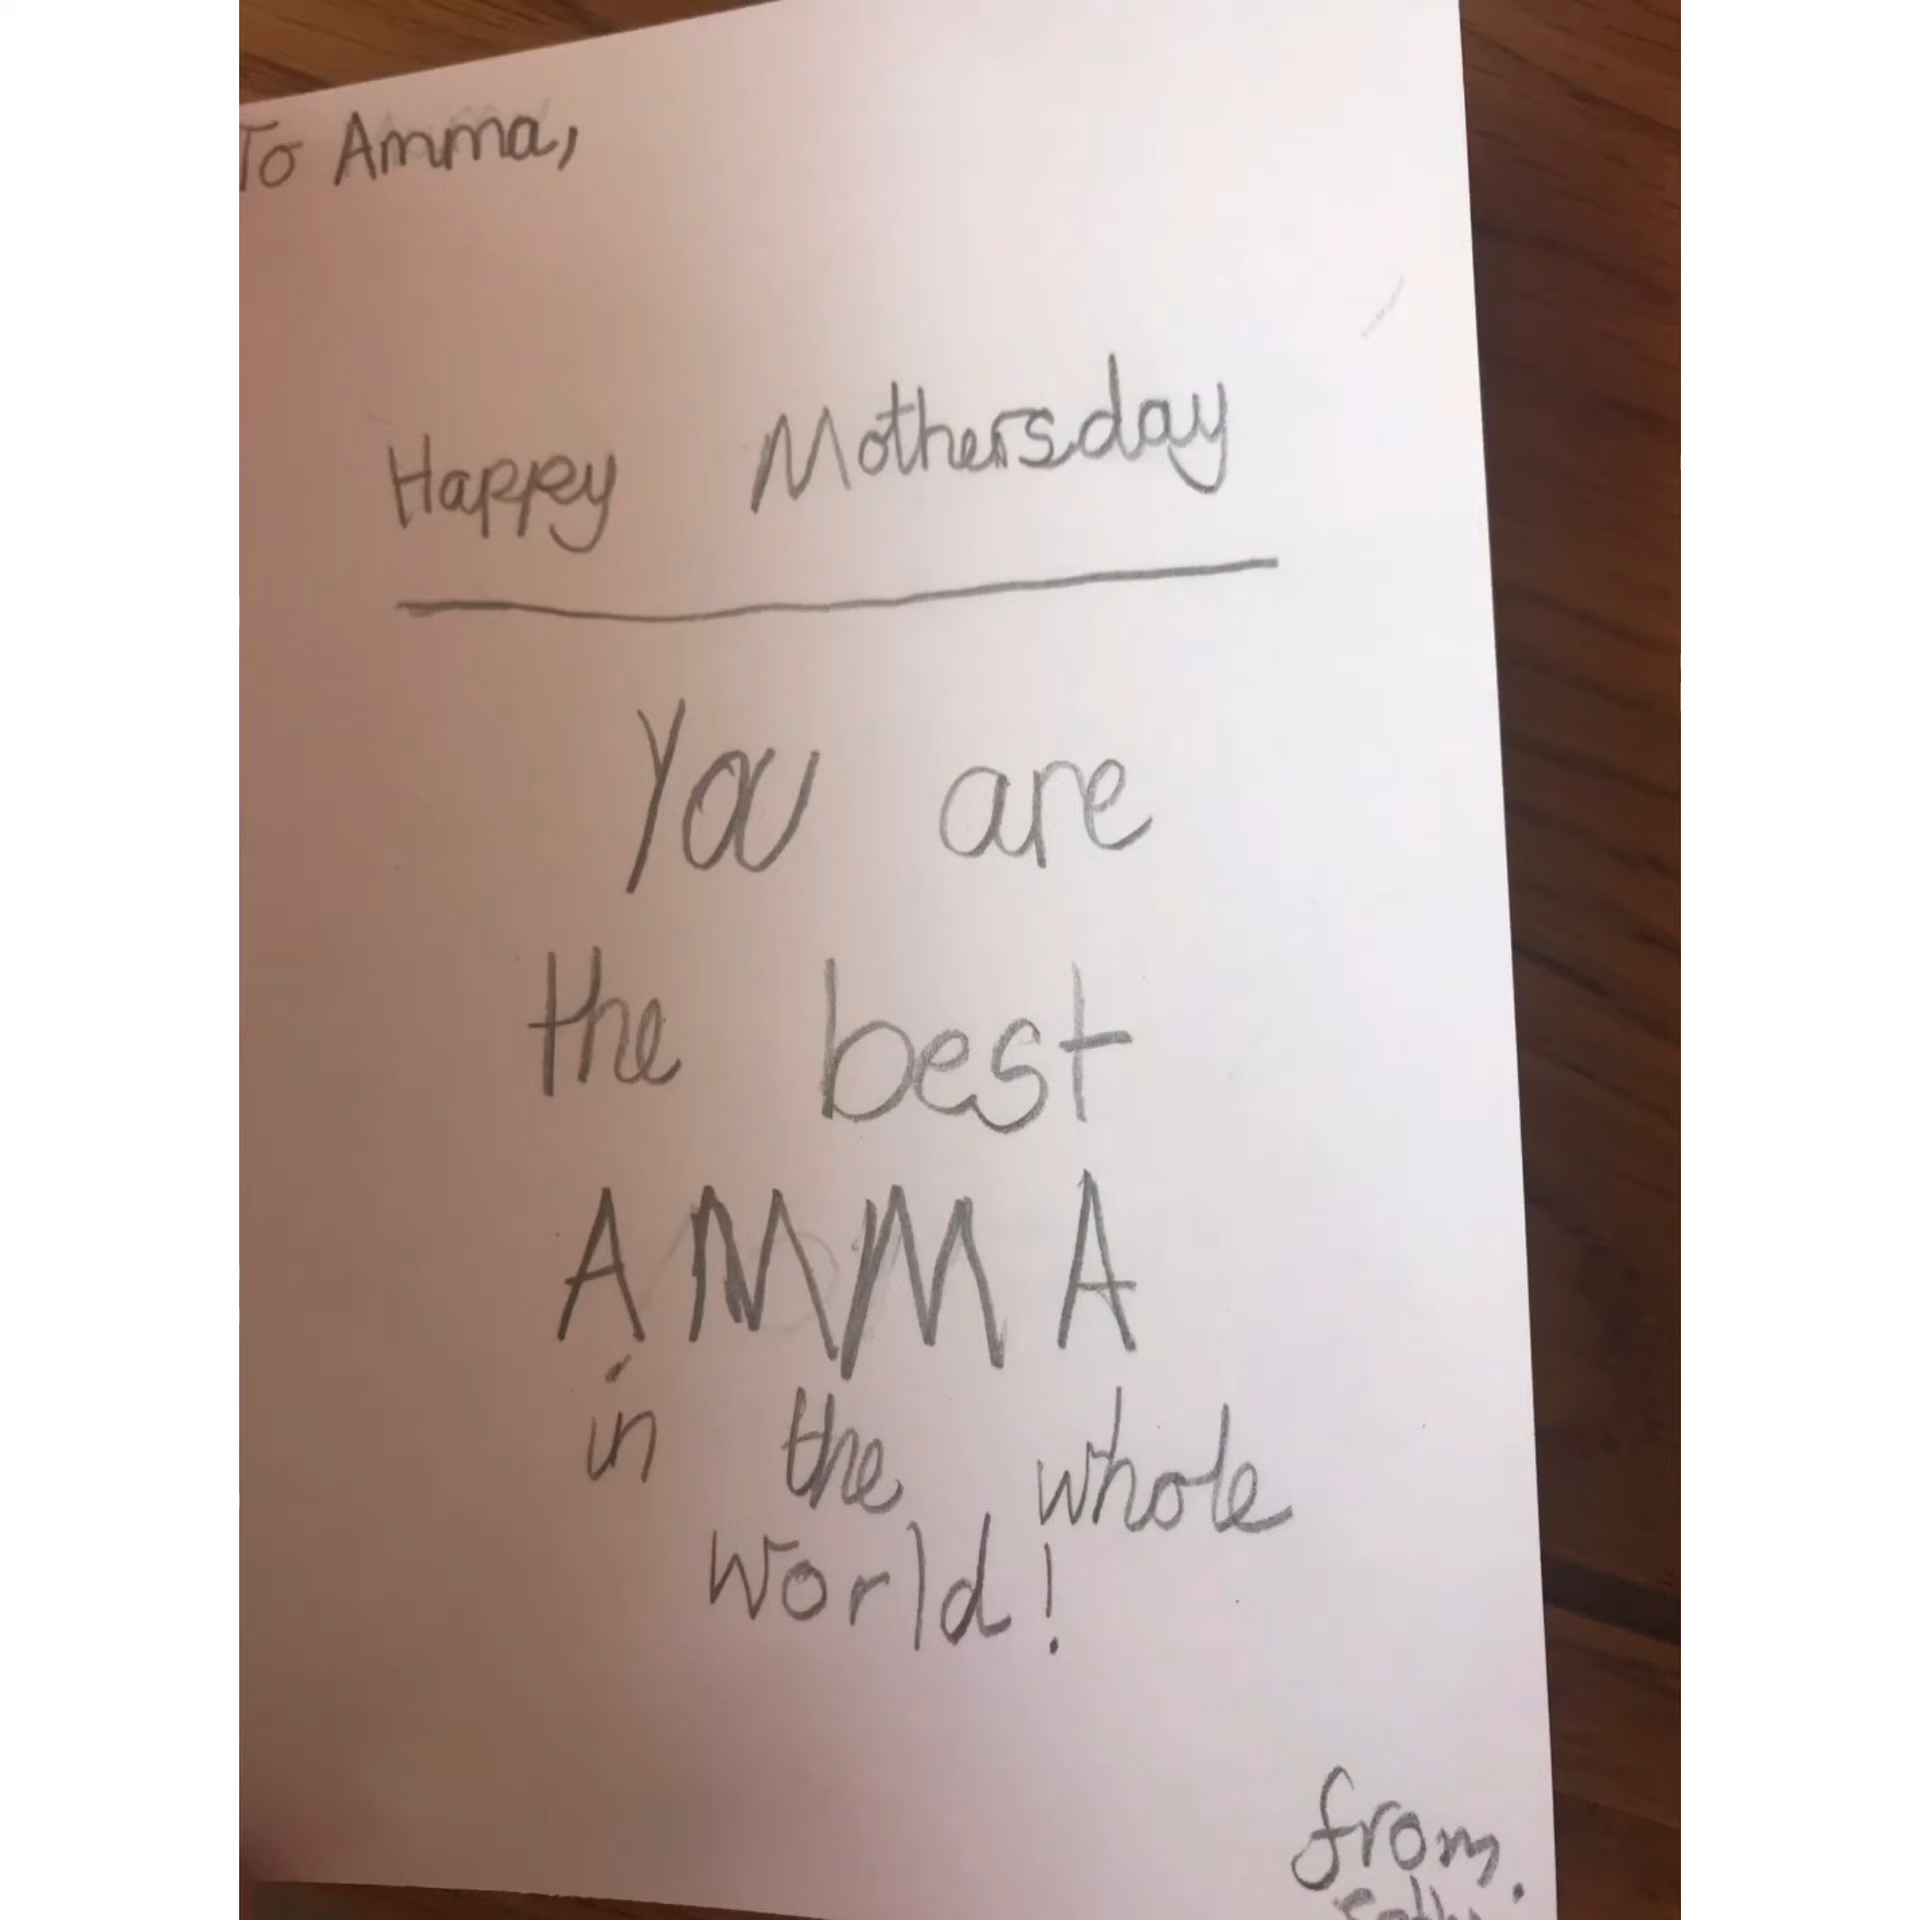 To Amma,
Happy Mothersday
You are
the best
AMMA
in the whole
world!
from.